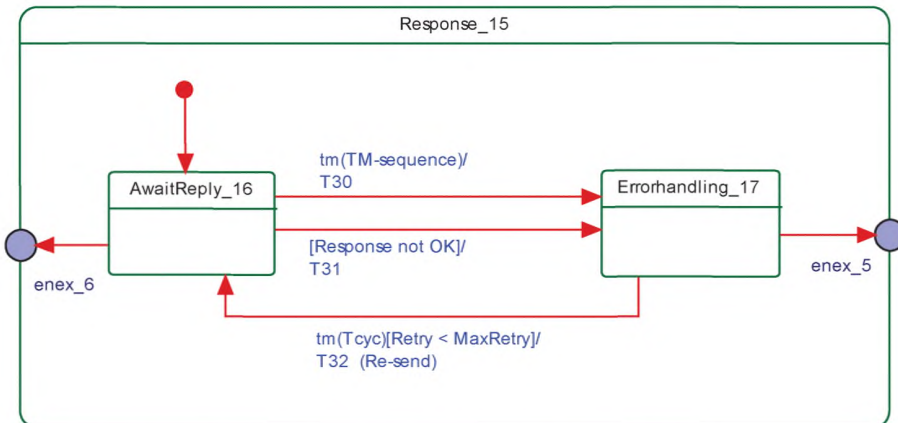 Response_15
tm(TM-sequence)/
T30
AwaitReply_16
Errorhandling_17
[Response not OK]/
T31
enex_6
enex_5
tm(Tcyc)[Retry < MaxRetry]/
T32 (Re-send)